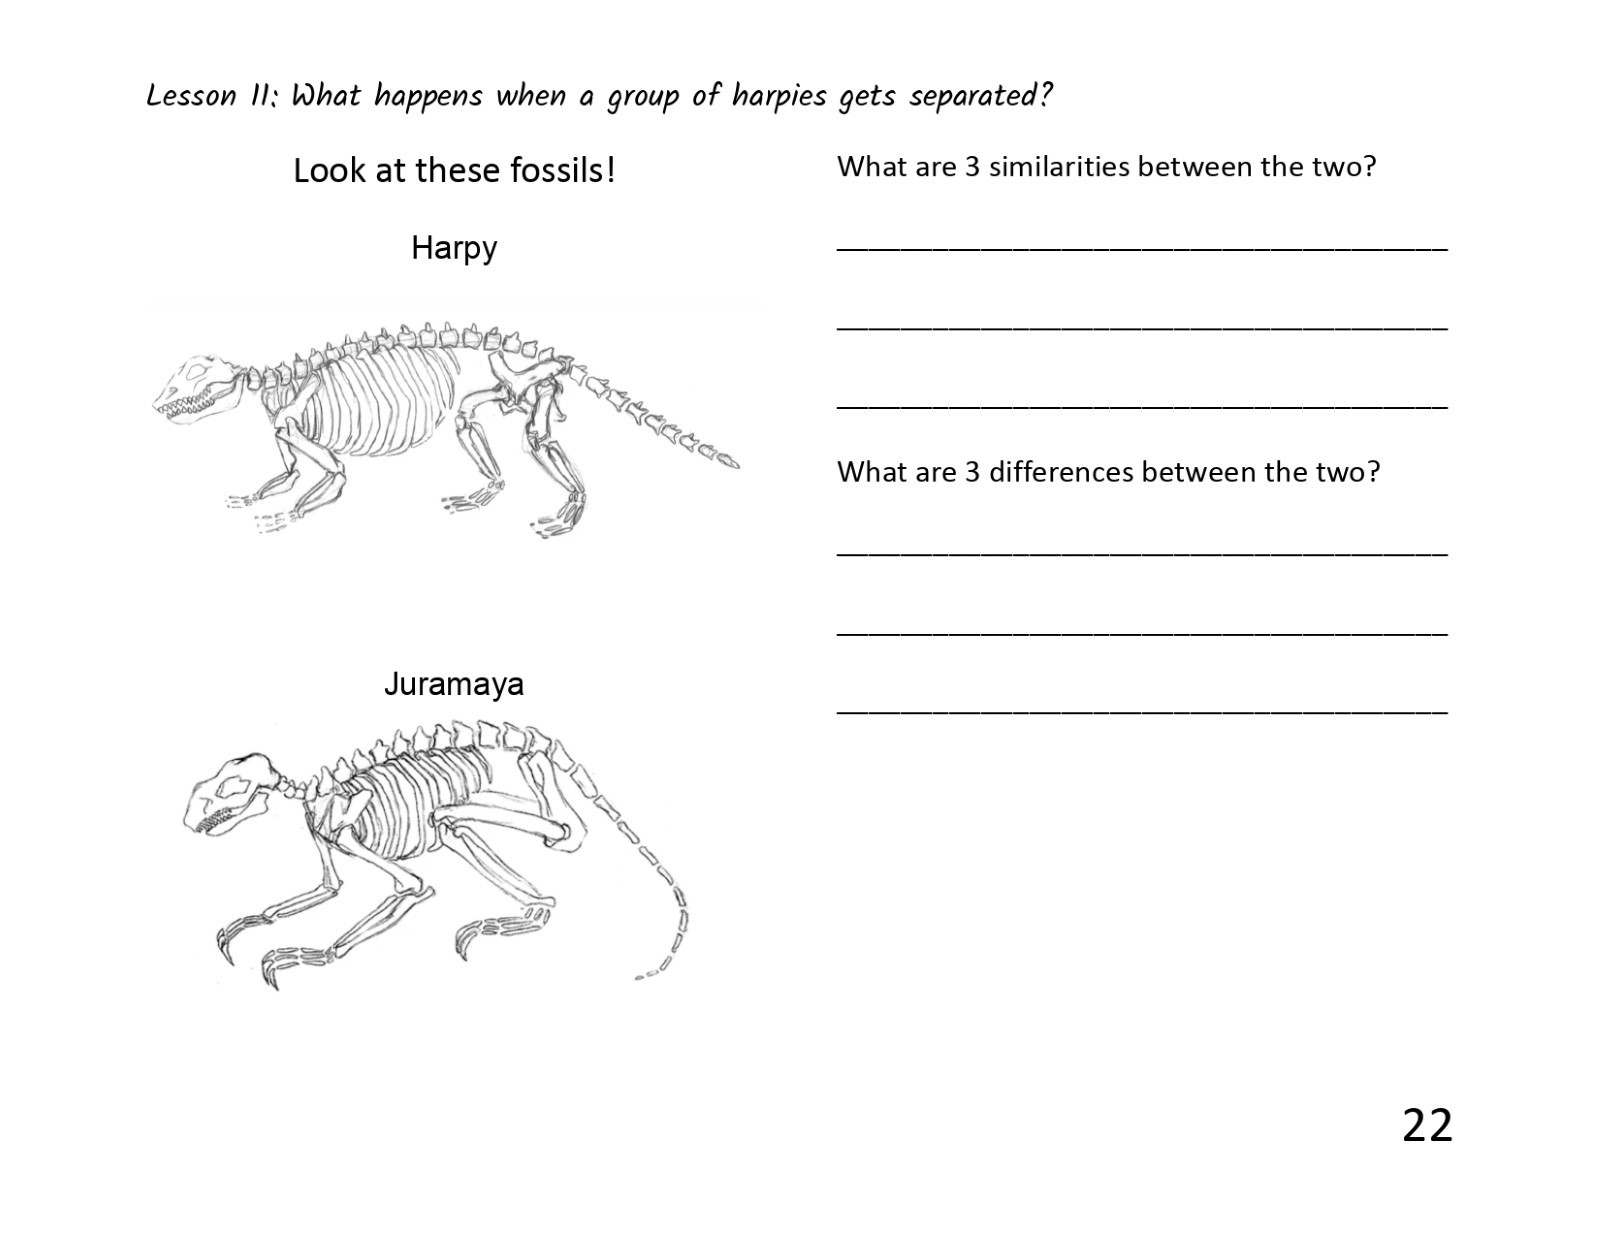 Lesson 11: What happens when a group of harpies gets separated?
Look at these fossils!
Harpy
Juramaya
What are 3 similarities between the two?
What are 3 differences between the two?
22